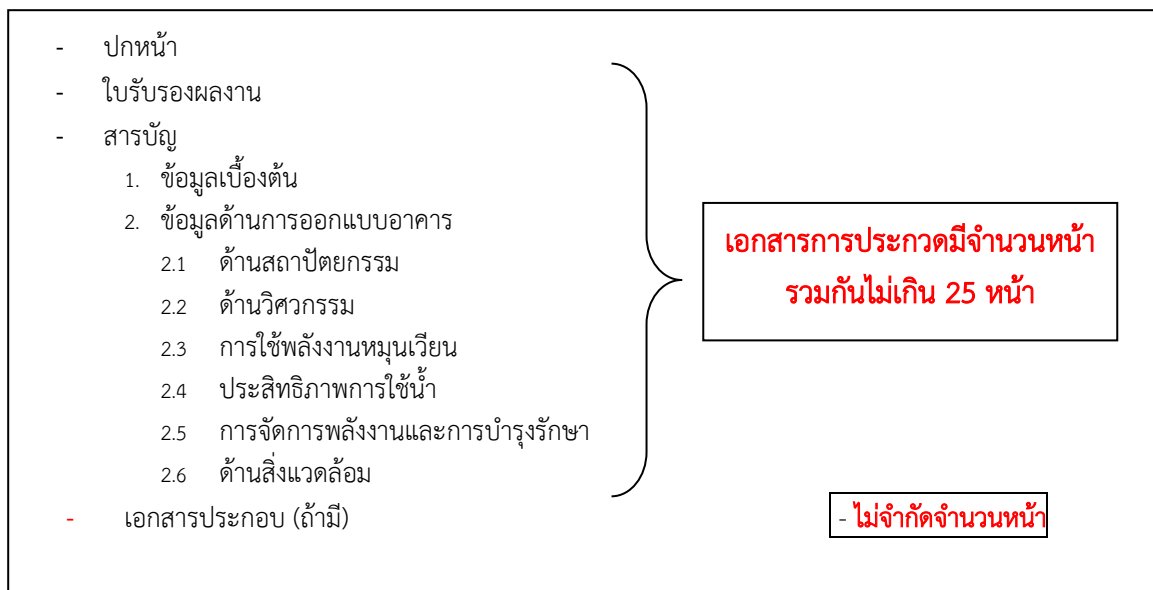 - ปกหน้า
- ใบรับรองผลงาน
- สารบัญ
1. ข้อมูลเบื้องต้น
2. ข้อมูลด้านการออกแบบอาคาร
2.1 ด้านสถาปัตยกรรม
2.2 ด้านวิศวกรรม
2.3 การใช้พลังงานหมุนเวียน
2.4 ประสิทธิภาพการใช้น้ำ
2.5 การจัดการพลังงานและการบำรุงรักษา
2.6 ด้านสิ่งแวดล้อม
เอกสารการประกวดมีจำนวนหน้า
รวมกันไม่เกิน 25 หน้า
- เอกสารประกอบ (ถ้ามี)
- ไม่จำกัดจำนวนหน้า